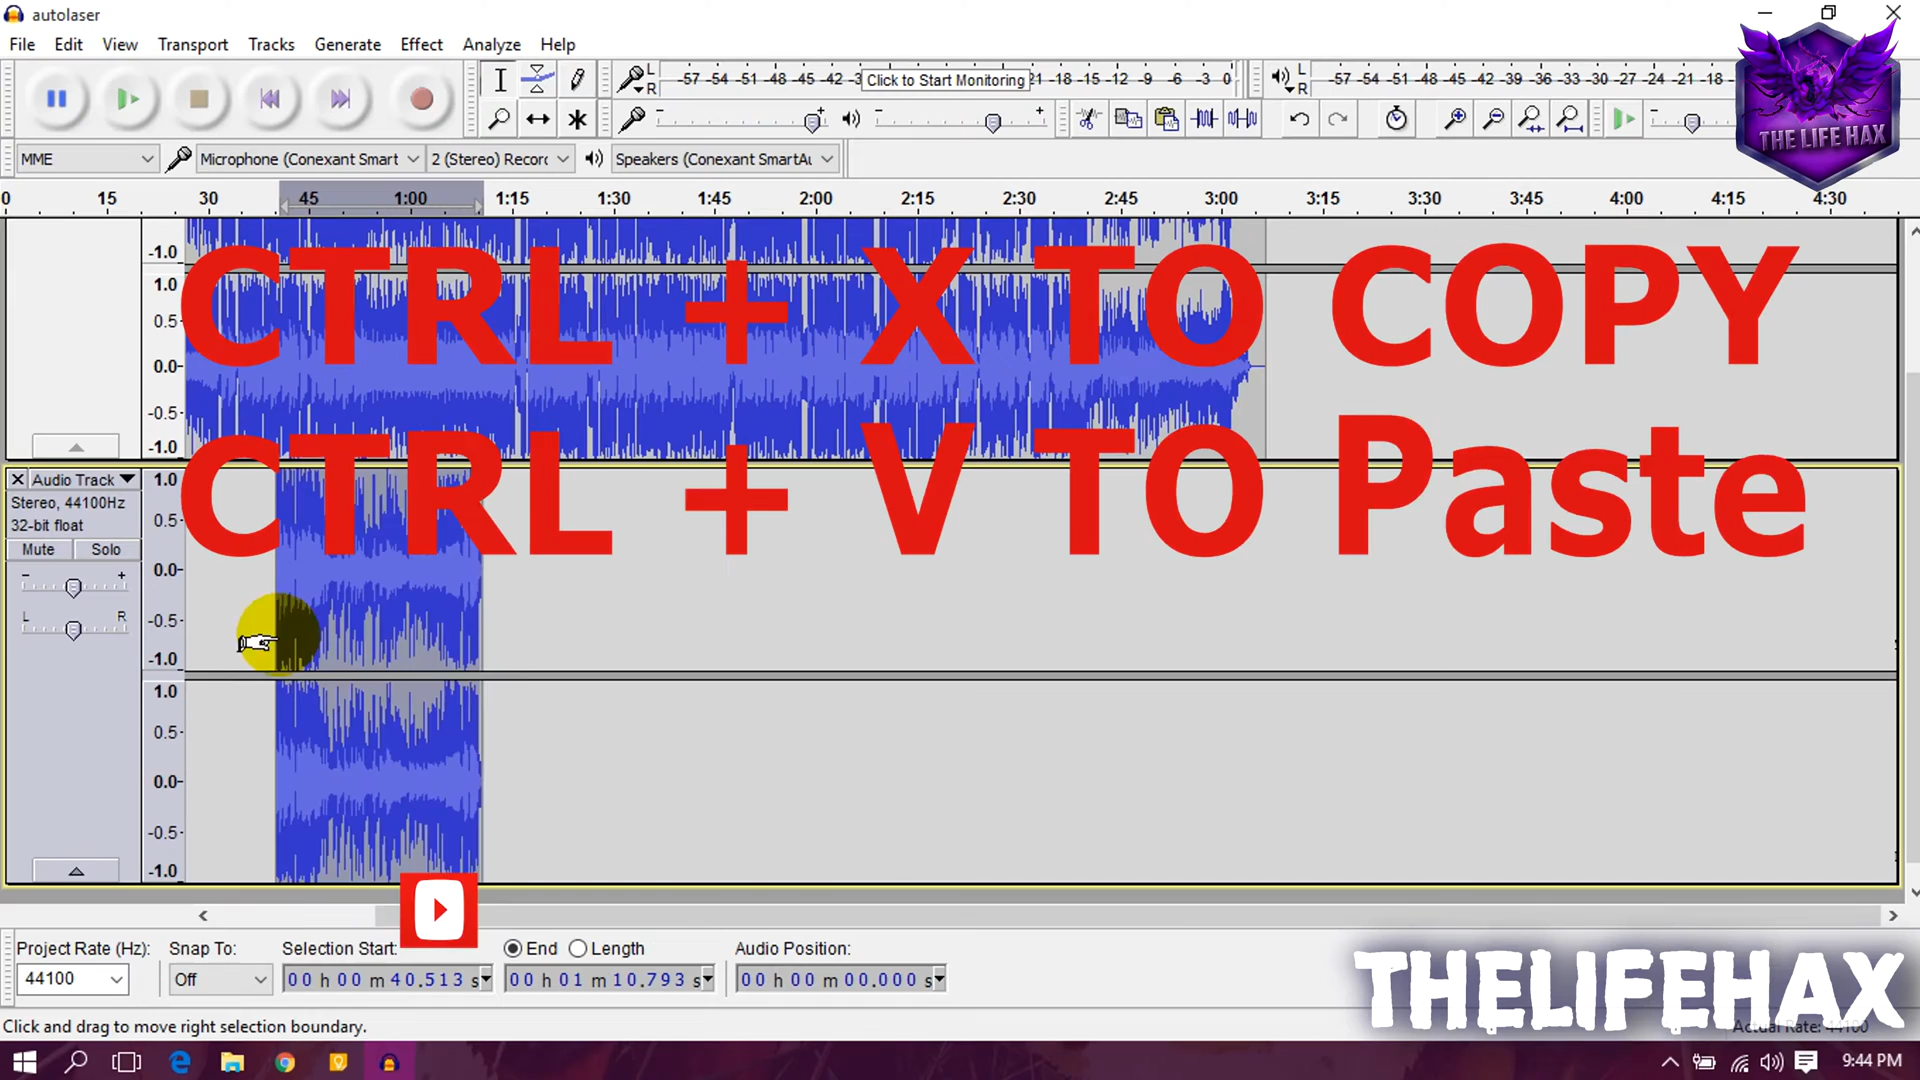 autolaser
File Edit View Transport Tracks Generate Effect Analyze Help
L R -57 -54 -51 -48 -45 -42 -3 Click to Start Monitoring 21 -18 -15 -12 -9 -6 -3 0
L R -57 -54 -51 -48 -45 -42 -39 -36 -33 -30 -27 -24 -21 -18
THE LIFE HAX
MME Microphone (Conexant Smart 2 (Stereo) Recor Speakers (Conexant SmartAu
0 15 30 45 1:00 1:15 1:30 1:45 2:00 2:15 2:30 2:45 3:00 3:15 3:30 3:45 4:00 4:15 4:30
-1.0
1.0
0.5
0.0
-0.5
-1.0
CTRL + X TO COPY
CTRL + V TO Paste
Audio Track
Stereo, 44100Hz
32-bit float
Mute Solo
- +
L R
1.0
0.5
0.0
-0.5
-1.0
1.0
0.5
0.0
-0.5
-1.0
Project Rate (Hz): Snap To: Selection Start: End Length Audio Position:
44100 Off 00 h 00 m 40.513 s 00 h 01 m 10.793 s 00 h 00 m 00.000 s
THELIFEHAX
Click and drag to move right selection boundary.
Actual Rate: 44100
9:44 PM